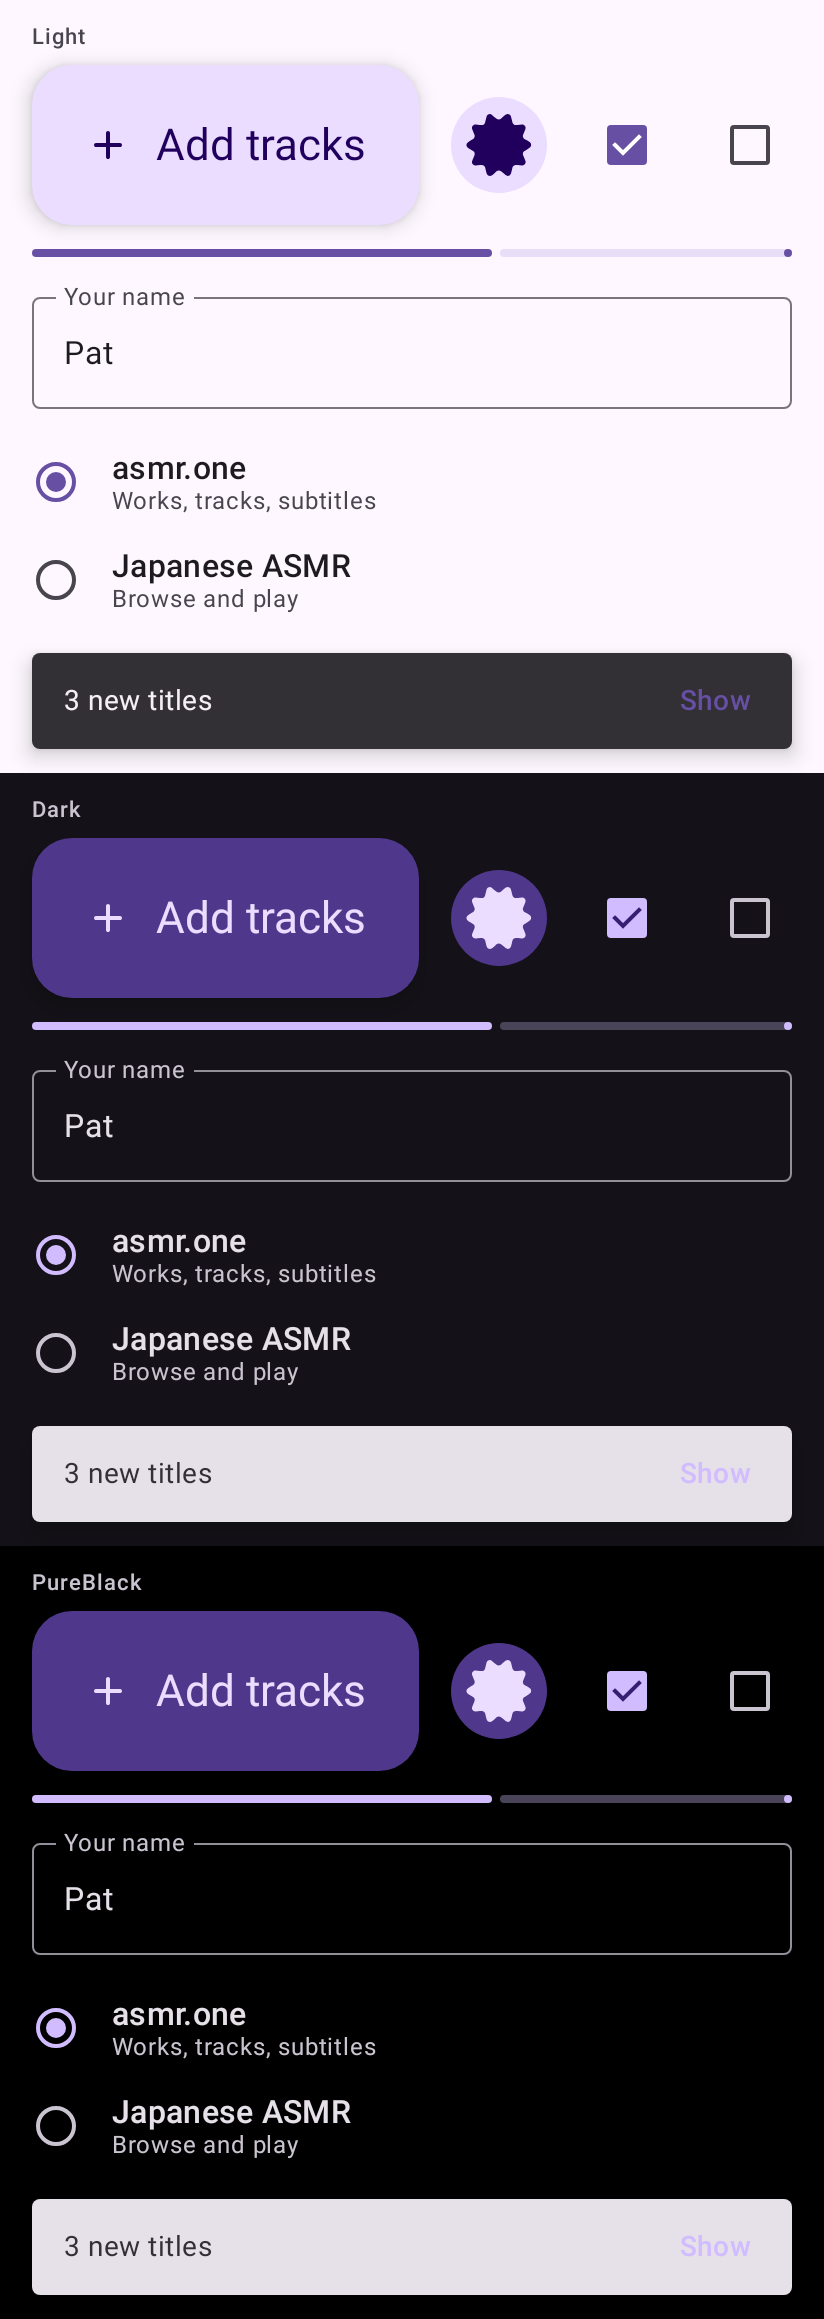 Light
Add tracks
Your name
Pat
asmr.one
Works, tracks, subtitles
Japanese ASMR
Browse and play
3 new titles Show
Dark
Add tracks
Your name
Pat
asmr.one
Works, tracks, subtitles
Japanese ASMR
Browse and play
3 new titles Show
PureBlack
Add tracks
Your name
Pat
asmr.one
Works, tracks, subtitles
Japanese ASMR
Browse and play
3 new titles Show